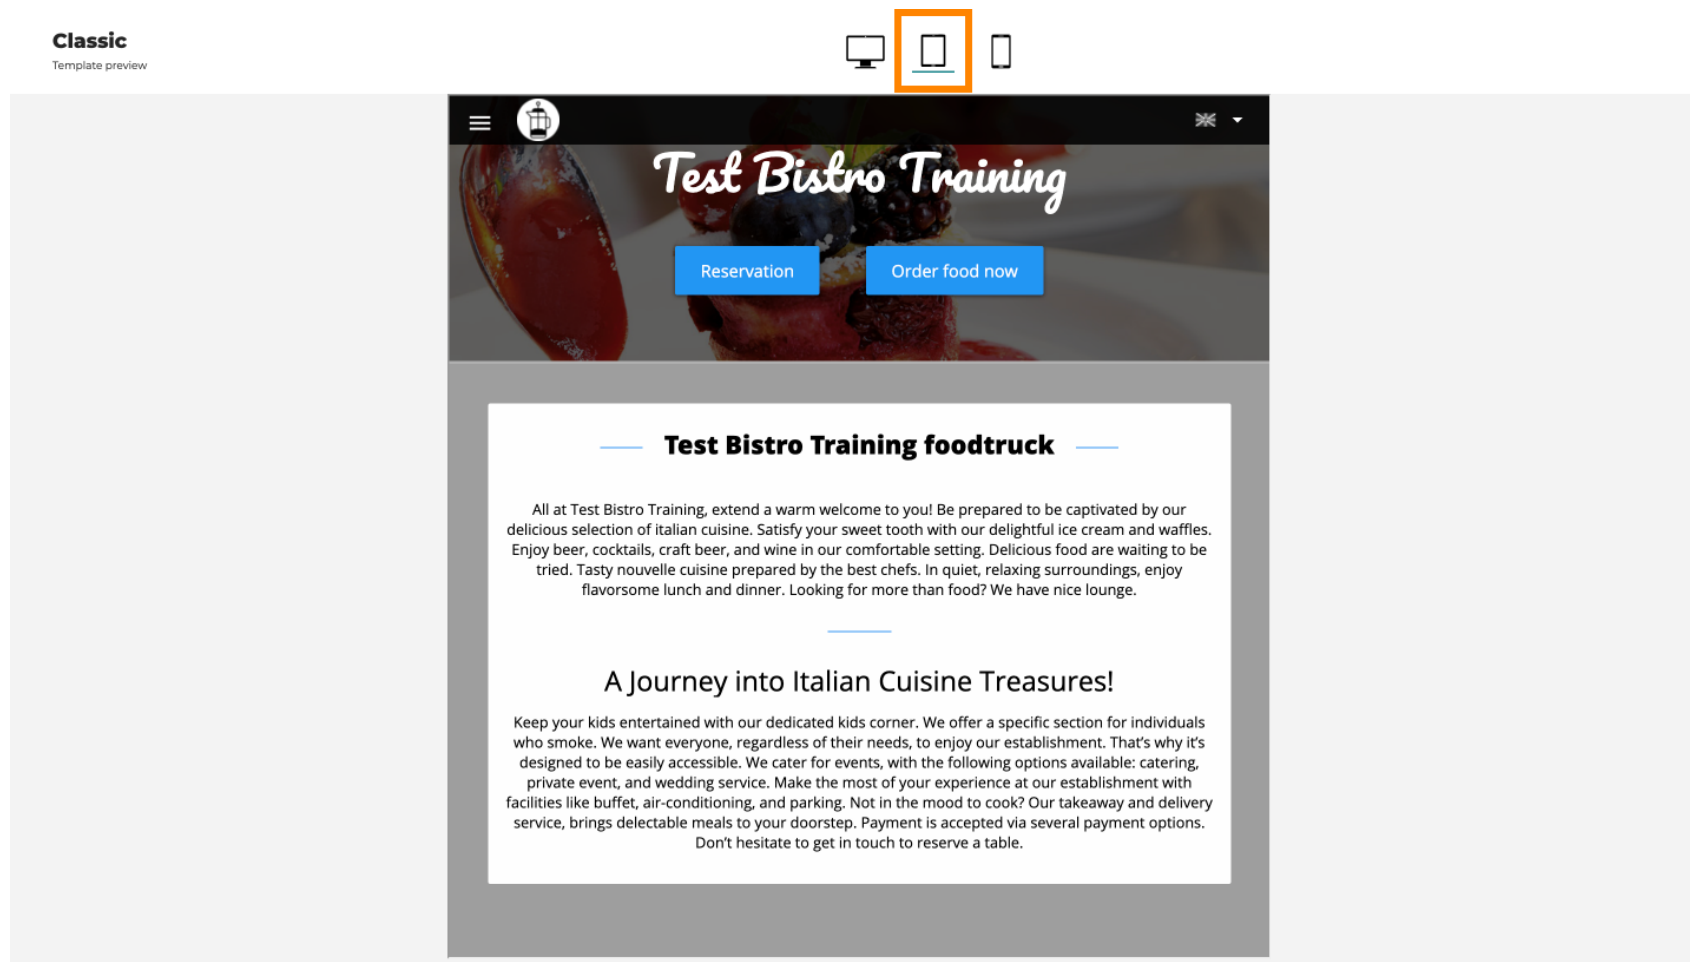 Classic
Template preview
Test Bistro Training
Reservation
Order food now
Test Bistro Training foodtruck
All at Test Bistro Training, extend a warm welcome to you! Be prepared to be captivated by our
delicious selection of italian cuisine. Satisfy your sweet tooth with our delightful ice cream and waffles.
Enjoy beer, cocktails, craft beer, and wine in our comfortable setting. Delicious food are waiting to be
tried. Tasty nouvelle cuisine prepared by the best chefs. In quiet, relaxing surroundings, enjoy
flavorsome lunch and dinner. Looking for more than food? We have nice lounge.
A Journey into Italian Cuisine Treasures!
Keep your kids entertained with our dedicated kids corner. We offer a specific section for individuals
who smoke. We want everyone, regardless of their needs, to enjoy our establishment. That's why it's
designed to be easily accessible. We cater for events, with the following options available: catering,
private event, and wedding service. Make the most of your experience at our establishment with
facilities like buffet, air-conditioning, and parking. Not in the mood to cook? Our takeaway and delivery
service, brings delectable meals to your doorstep. Payment is accepted via several payment options.
Don't hesitate to get in touch to reserve a table.